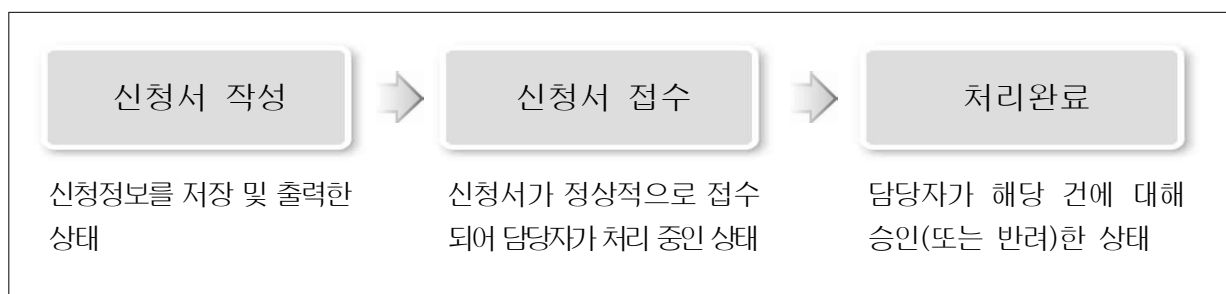 신청서 작성
신청서 접수
처리완료
신청정보를 저장 및 출력한
상태
신청서가 정상적으로 접수
되어 담당자가 처리 중인 상태
담당자가 해당 건에 대해
승인(또는 반려)한 상태